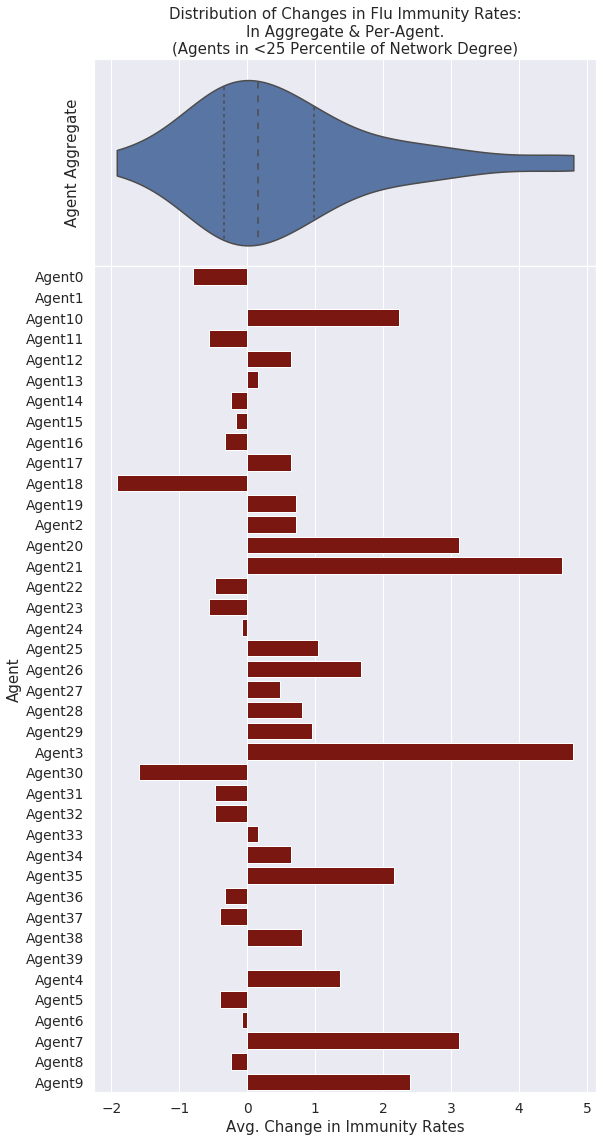 Distribution of Changes in Flu Immunity Rates:
In Aggregate & Per-Agent.
(Agents in <25 Percentile of Network Degree)
Agent Aggregate
Agent
Agent0
Agent1
Agent10
Agent11
Agent12
Agent13
Agent14
Agent15
Agent16
Agent17
Agent18
Agent19
Agent2
Agent20
Agent21
Agent22
Agent23
Agent24
Agent25
Agent26
Agent27
Agent28
Agent29
Agent3
Agent30
Agent31
Agent32
Agent33
Agent34
Agent35
Agent36
Agent37
Agent38
Agent39
Agent4
Agent5
Agent6
Agent7
Agent8
Agent9
−2 −1 0 1 2 3 4 5
Avg. Change in Immunity Rates